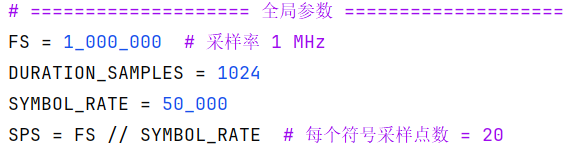 # ==================== 全局参数 ====================
FS = 1_000_000  # 采样率 1 MHz
DURATION_SAMPLES = 1024
SYMBOL_RATE = 50_000
SPS = FS // SYMBOL_RATE  # 每个符号采样点数 = 20